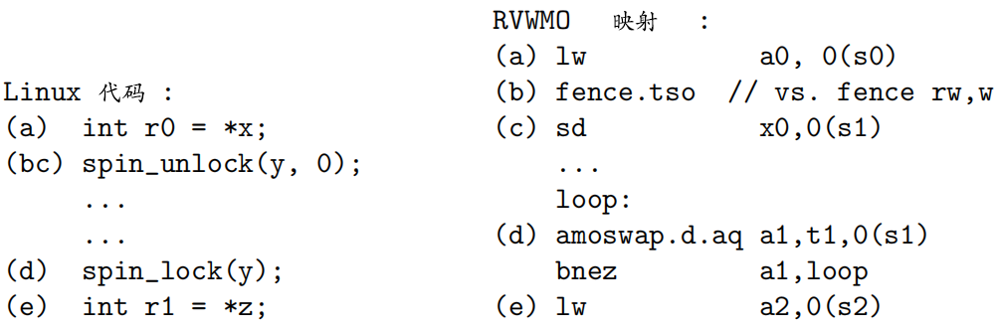 Linux 代码 :
(a) int r0 = *x;
(bc) spin_unlock(y, 0);
...
...
(d) spin_lock(y);
(e) int r1 = *z;
RVWMO 映射 :
(a) lw a0, 0(s0)
(b) fence.tso // vs. fence rw,w
(c) sd x0,0(s1)
...
loop:
(d) amoswap.d.aq a1,t1,0(s1)
bnez a1,loop
(e) lw a2,0(s2)